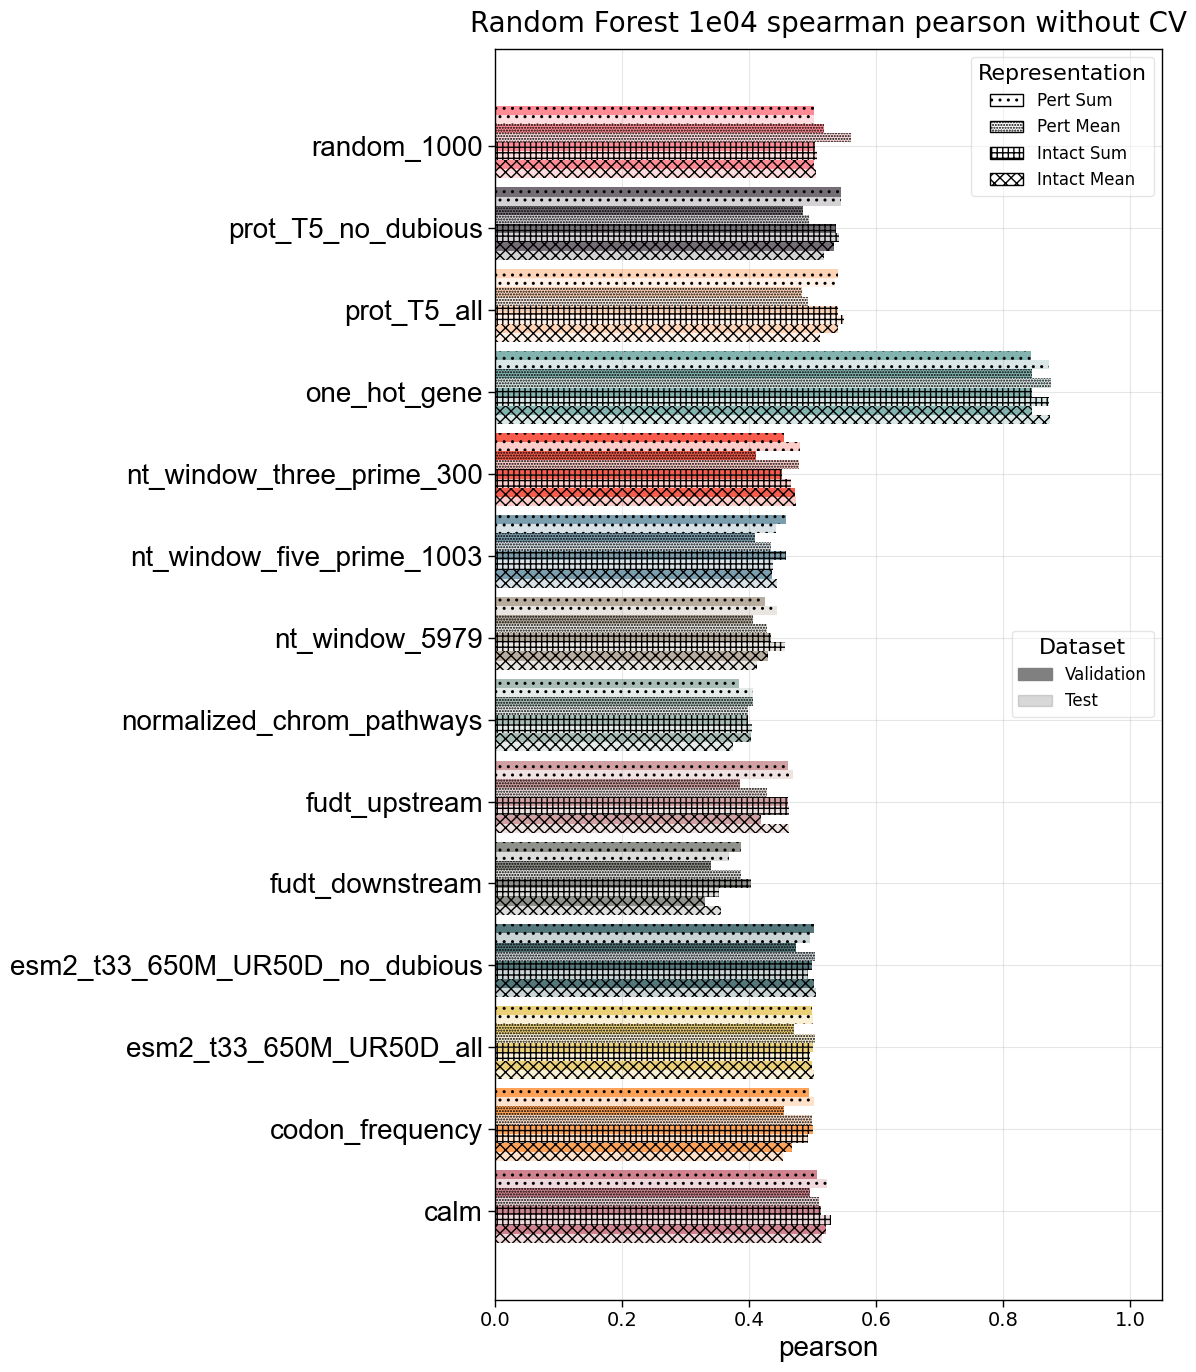 Random Forest 1e04 spearman pearson without CV
Representation
Pert Sum
Pert Mean
Intact Sum
Intact Mean
random_1000
prot_T5_no_dubious
prot_T5_all
one_hot_gene
nt_window_three_prime_300
nt_window_five_prime_1003
nt_window_5979
Dataset
Validation
Test
normalized_chrom_pathways
fudt_upstream
fudt_downstream
esm2_t33_650M_UR50D_no_dubious
esm2_t33_650M_UR50D_all
codon_frequency
calm
0.0 0.2 0.4 0.6 0.8 1.0
pearson